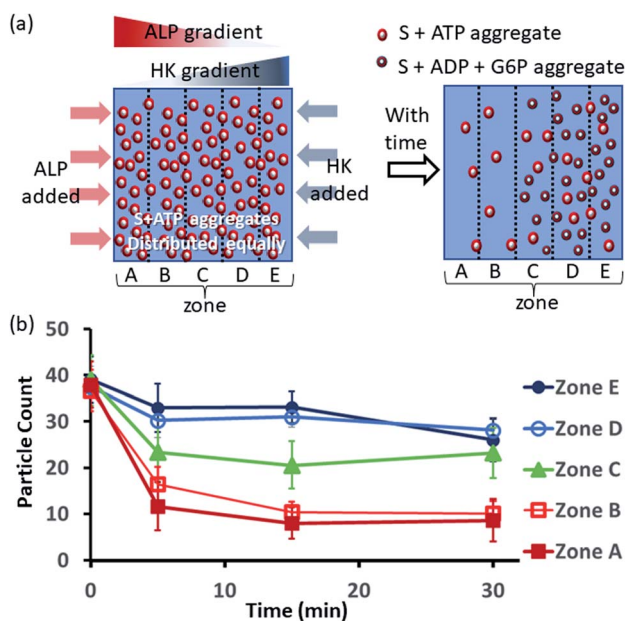 (a)
ALP gradient
HK gradient
S + ATP aggregate
S + ADP + G6P aggregate
ALP
added
HK
added
With
time
S+ATP aggregates
Distributed equally
A B C D E
zone
A B C D E
zone
(b)
50
40
30
20
10
0
Particle Count
0 10 20 30
Time (min)
Zone E
Zone D
Zone C
Zone B
Zone A